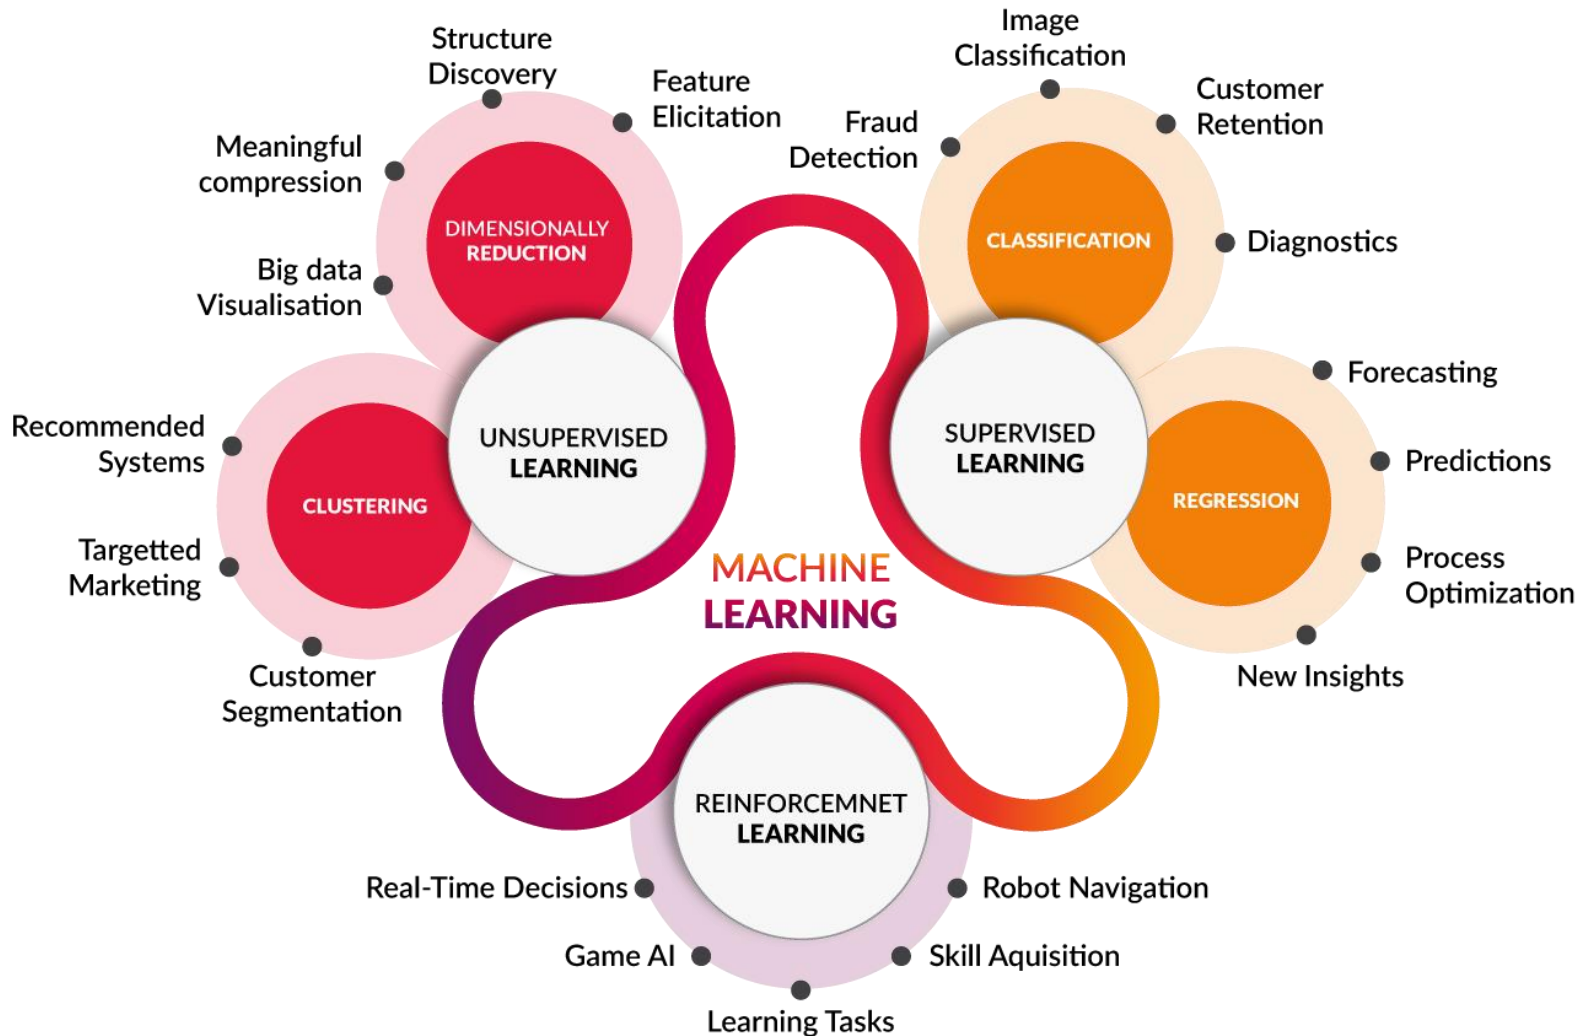 Structure
Discovery
Feature
Elicitation
Meaningful
compression
Big data
Visualisation
DIMENSIONALLY
REDUCTION
Recommended
Systems
Targetted
Marketing
Customer
Segmentation
CLUSTERING
UNSUPERVISED
LEARNING
Image
Classification
Customer
Retention
Fraud
Detection
Diagnostics
CLASSIFICATION
SUPERVISED
LEARNING
Forecasting
Predictions
Process
Optimization
New Insights
REGRESSION
MACHINE
LEARNING
REINFORCEMNET
LEARNING
Real-Time Decisions
Robot Navigation
Game AI
Skill Aquisition
Learning Tasks